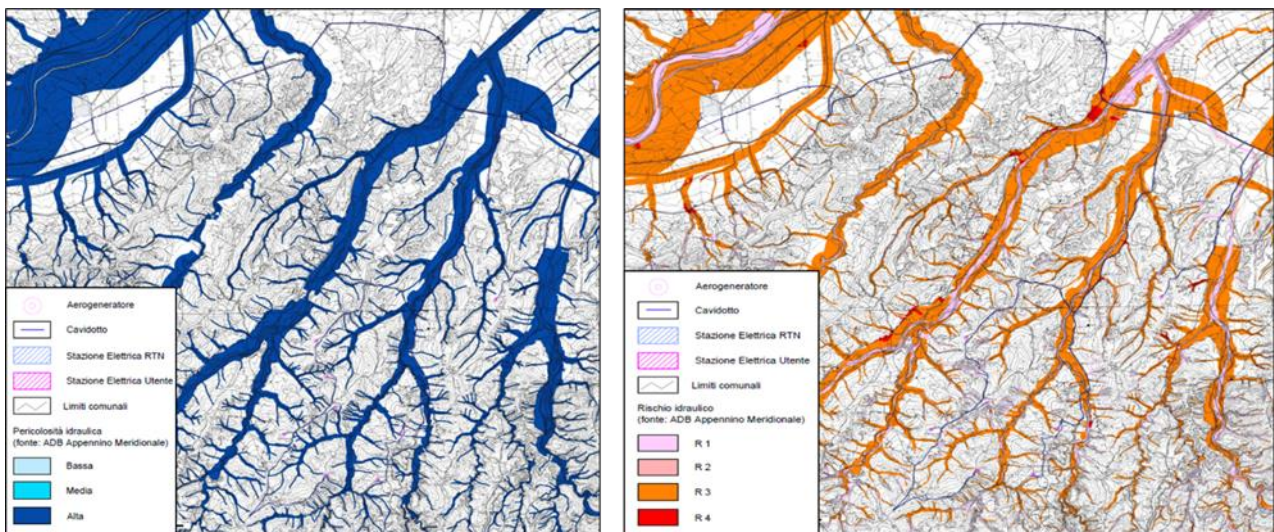 Aerogeneratore
Cavidotto
Stazione Elettrica RTN
Stazione Elettrica Utente
Limiti comunali
Pericolosità idraulica
(fonte: ADB Appennino Meridionale)
Bassa
Media
Alta
Aerogeneratore
Cavidotto
Stazione Elettrica RTN
Stazione Elettrica Utente
Limiti comunali
Rischio idraulico
(fonte: ADB Appennino Meridionale)
R 1
R 2
R 3
R 4